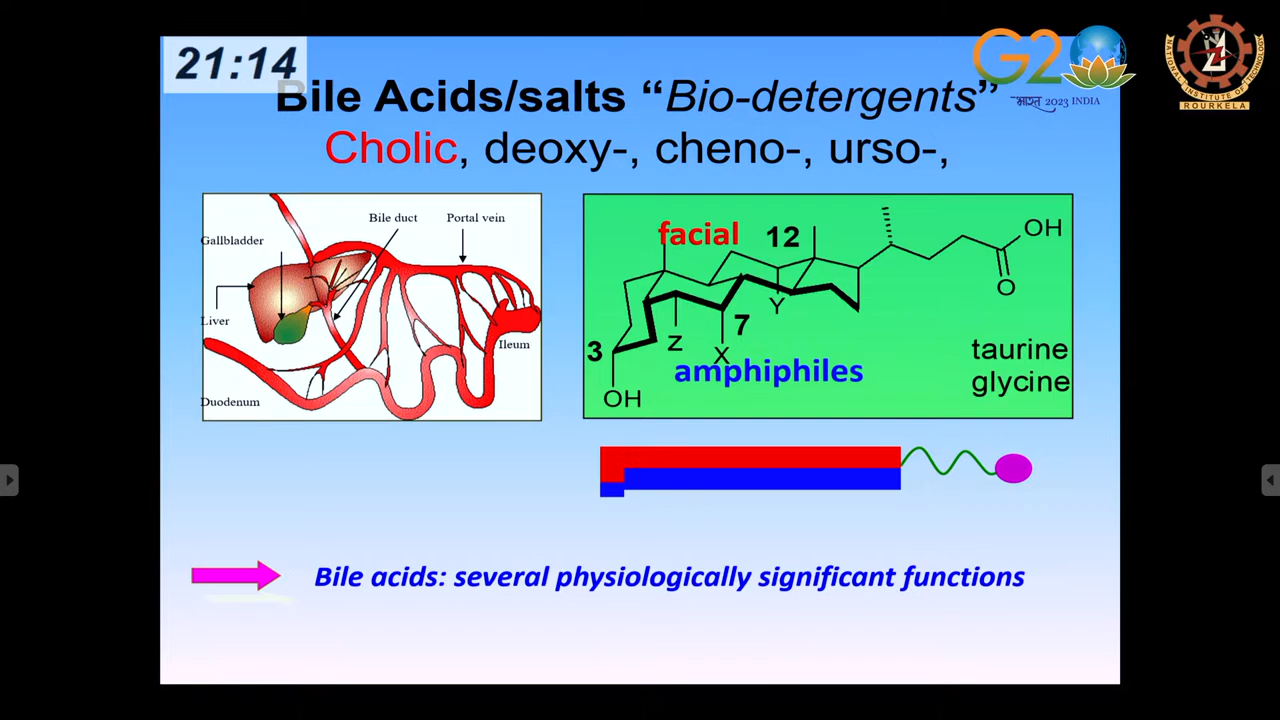 21:14
G2
भारत 2023 INDIA
NATIONAL INSTITUTE OF TECHNOLOGY
ROURKELA
Bile Acids/salts “Bio-detergents”
Cholic, deoxy-, cheno-, urso-,
Bile duct
Portal vein
Gallbladder
Liver
Ileum
Duodenum
facial
12
OH
O
Y
7
Z
X
3
amphiphiles
OH
taurine
glycine
Bile acids: several physiologically significant functions